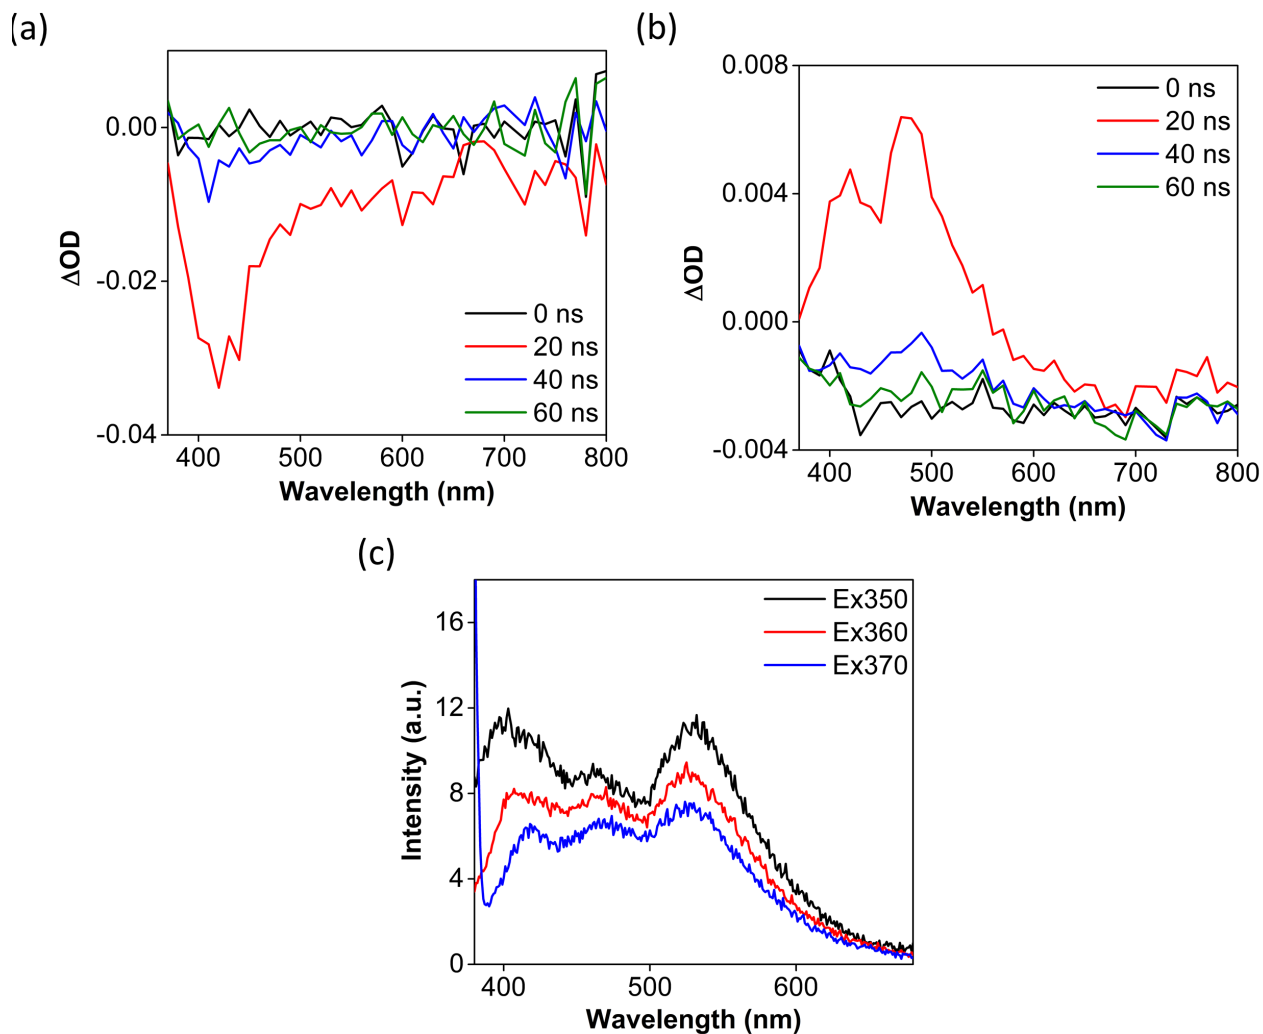 (a)
0.00
-0.02
-0.04
ΔOD
0 ns
20 ns
40 ns
60 ns
400 500 600 700 800
Wavelength (nm)
(b)
0.008
0.004
0.000
-0.004
ΔOD
0 ns
20 ns
40 ns
60 ns
400 500 600 700 800
Wavelength (nm)
(c)
16
12
8
4
0
Intensity (a.u.)
Ex350
Ex360
Ex370
400 500 600
Wavelength (nm)